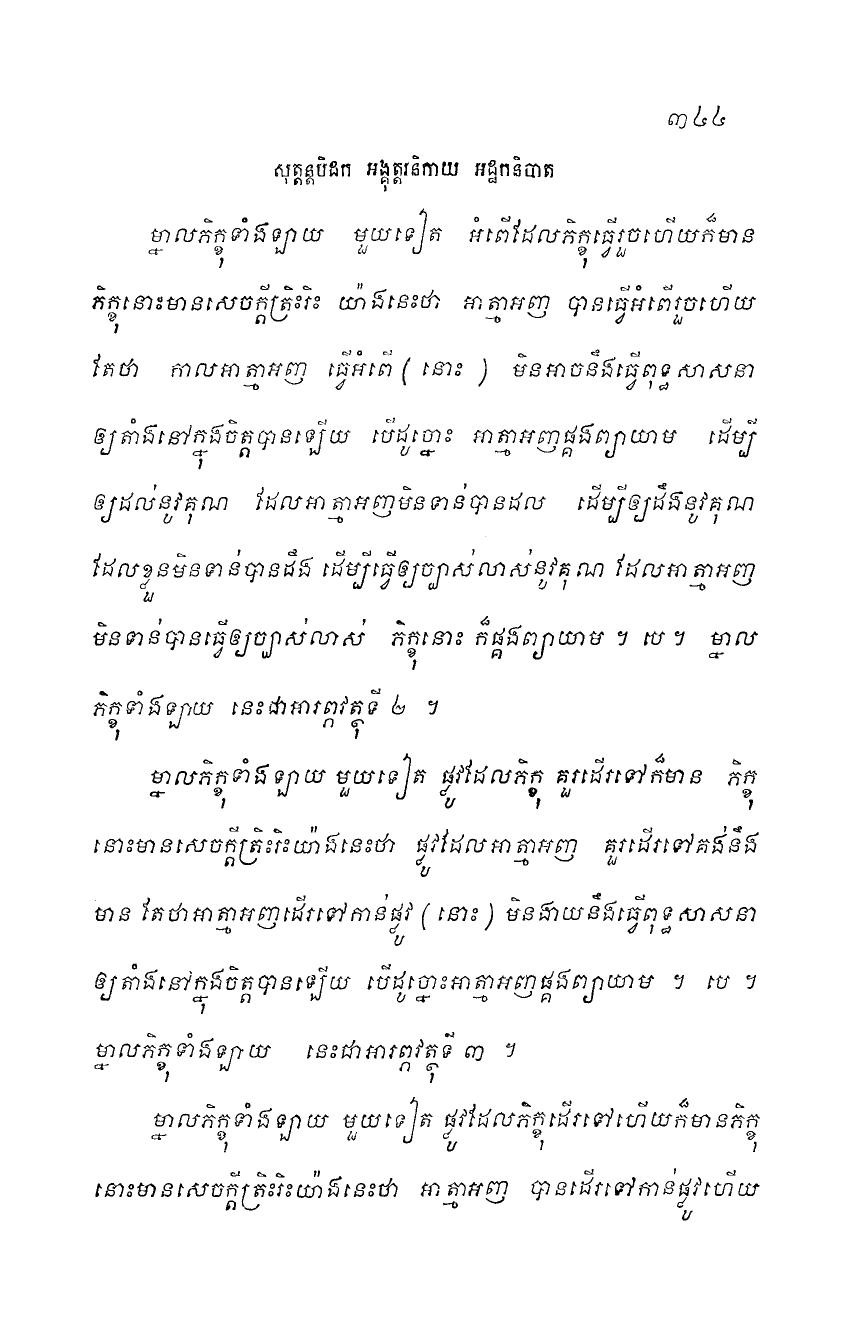 ៣៤៤
សុត្តន្តបិដក អង្គុត្តរនិកាយ អដ្ឋកនិបាត
ម្នាលភិក្ខុទាំងឡាយ មួយទៀត អំពើដែលភិក្ខុធ្វើរួចហើយក៏មាន
ភិក្ខុនោះមានសេចក្តីត្រិះរិះ យ៉ាងនេះថា អាត្មាអញ បានធ្វើអំពើរួចហើយ
តែថា កាលអាត្មាអញ ធ្វើអំពើ ( នោះ ) មិនអាចនឹងធ្វើពុទ្ធសាសនា
ឲ្យតាំងនៅក្នុងចិត្តបានឡើយ បើដូច្នោះ អាត្មាអញផ្គងព្យាយាម ដើម្បី
ឲ្យដល់នូវគុណ ដែលអាត្មាអញមិនទាន់បានដល ដើម្បីឲ្យដឹងនូវគុណ
ដែលខ្លួនមិនទាន់បានដឹង ដើម្បីធ្វើឲ្យច្បាស់លាស់នូវគុណ ដែលអាត្មាអញ
មិនទាន់បានធ្វើឲ្យច្បាស់លាស់ ភិក្ខុនោះ ក៏ផ្គងព្យាយាម ។ បេ ។ ម្នាល
ភិក្ខុទាំងឡាយ នេះជាអារព្ភវត្ថុទី ២ ។
ម្នាលភិក្ខុទាំងឡាយ មួយទៀត ផ្លូវដែលភិក្ខុ គួរដើរទៅក៏មាន ភិក្ខុ
នោះមានសេចក្តីត្រិះរិះយ៉ាងនេះថា ផ្លូវដែលអាត្មាអញ គួរដើរទៅគង់នឹង
មាន តែថាអាត្មាអញដើរទៅកាន់ផ្លូវ ( នោះ ) មិនងាយនឹងធ្វើពុទ្ធសាសនា
ឲ្យតាំងនៅក្នុងចិត្តបានឡើយ បើដូច្នោះអាត្មាអញផ្គងព្យាយាម ។ បេ ។
ម្នាលភិក្ខុទាំងឡាយ នេះជាអារព្ភវត្ថុទី ៣ ។
ម្នាលភិក្ខុទាំងឡាយ មួយទៀត ផ្លូវដែលភិក្ខុដើរទៅហើយក៏មានភិក្ខុ
នោះមានសេចក្តីត្រិះរិះយ៉ាងនេះថា អាត្មាអញ បានដើរទៅកាន់ផ្លូវហើយ